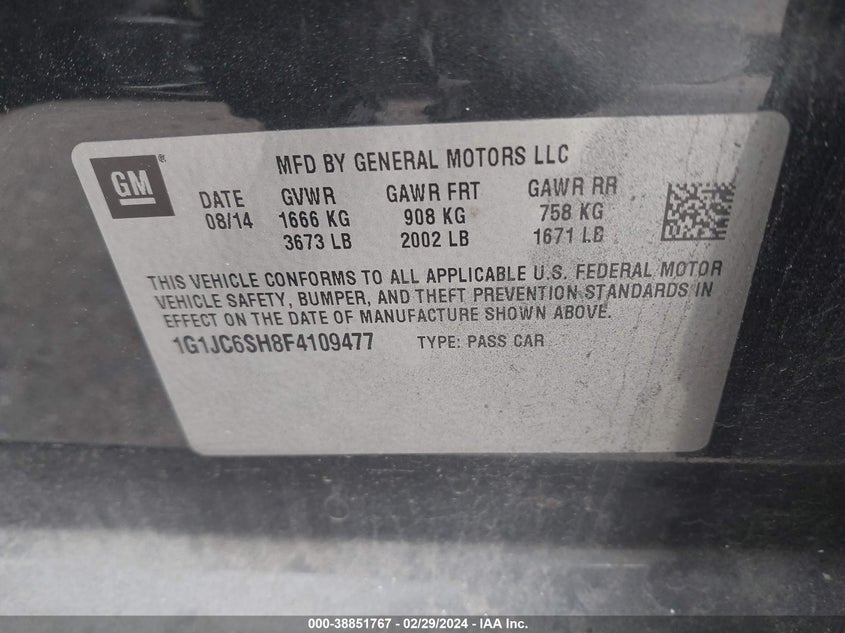 GM
MFD BY GENERAL MOTORS LLC
DATE GVWR GAWR FRT GAWR RR
08/14 1666 KG 908 KG 758 KG
3673 LB 2002 LB 1671 LB
THIS VEHICLE CONFORMS TO ALL APPLICABLE U.S. FEDERAL MOTOR
VEHICLE SAFETY, BUMPER, AND THEFT PREVENTION STANDARDS IN
EFFECT ON THE DATE OF MANUFACTURE SHOWN ABOVE.
1G1JC6SH8F4109477 TYPE: PASS CAR
000-38851767 - 02/29/2024 - IAA Inc.